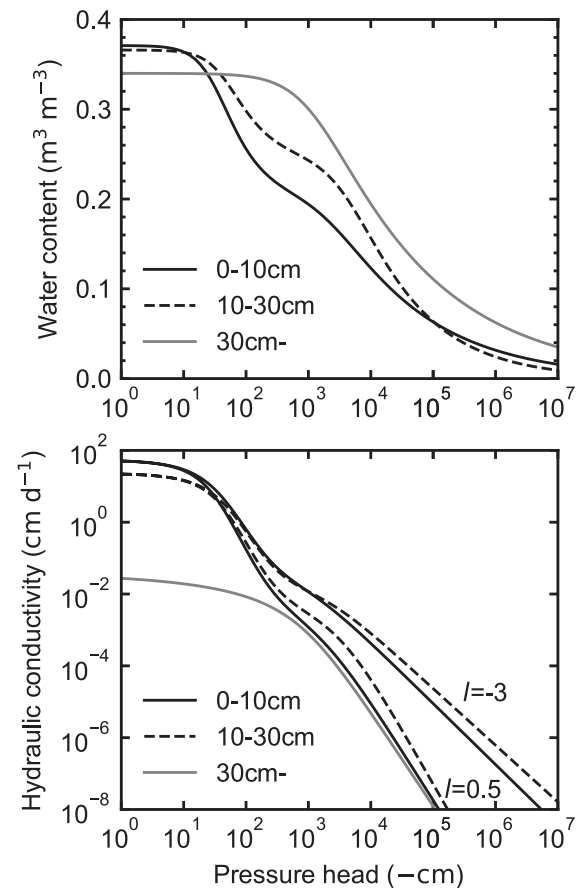 0.4
0.3
0.2
0.1
0.0
Water content (m³ m⁻³)
0-10cm
10-30cm
30cm-
10⁰ 10¹ 10² 10³ 10⁴ 10⁵ 10⁶ 10⁷
10²
10⁰
10⁻²
10⁻⁴
10⁻⁶
10⁻⁸
Hydraulic conductivity (cm d⁻¹)
l=-3
0-10cm
10-30cm
30cm-
l=0.5
10⁰ 10¹ 10² 10³ 10⁴ 10⁵ 10⁶ 10⁷
Pressure head (−cm)